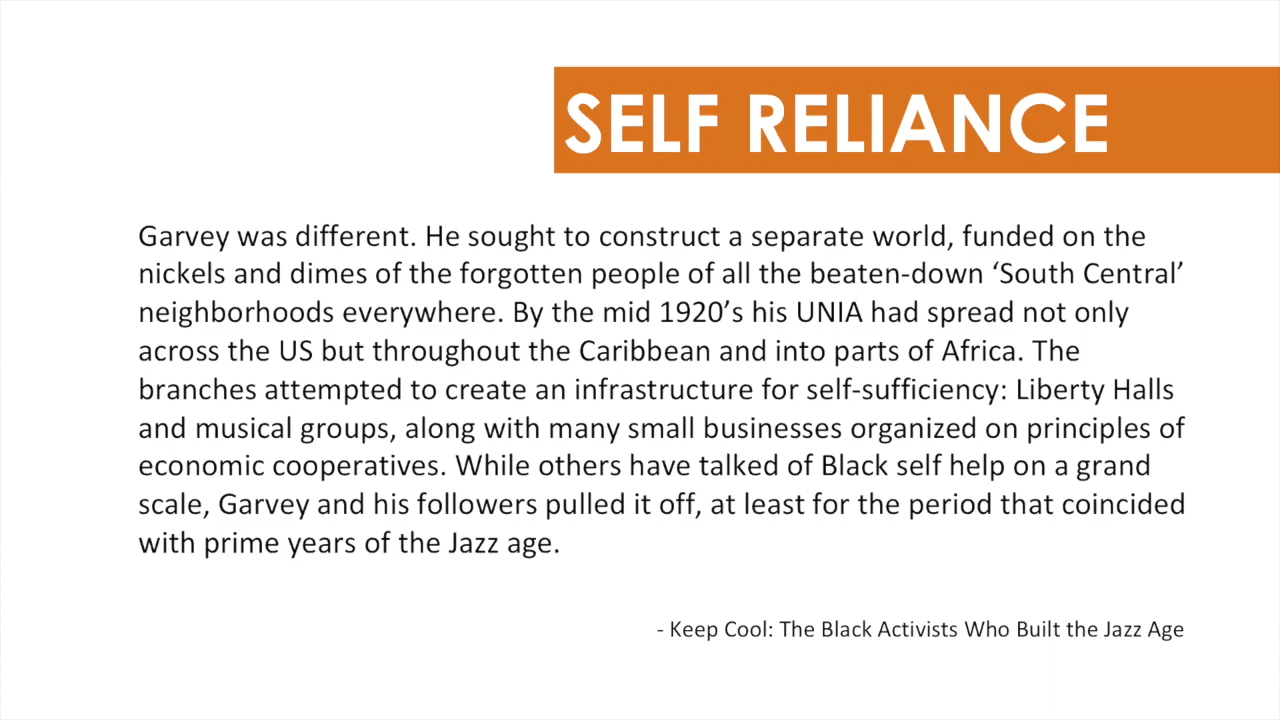 SELF RELIANCE
Garvey was different. He sought to construct a separate world, funded on the
nickels and dimes of the forgotten people of all the beaten-down ‘South Central’
neighborhoods everywhere. By the mid 1920’s his UNIA had spread not only
across the US but throughout the Caribbean and into parts of Africa. The
branches attempted to create an infrastructure for self-sufficiency: Liberty Halls
and musical groups, along with many small businesses organized on principles of
economic cooperatives. While others have talked of Black self help on a grand
scale, Garvey and his followers pulled it off, at least for the period that coincided
with prime years of the Jazz age.
- Keep Cool: The Black Activists Who Built the Jazz Age